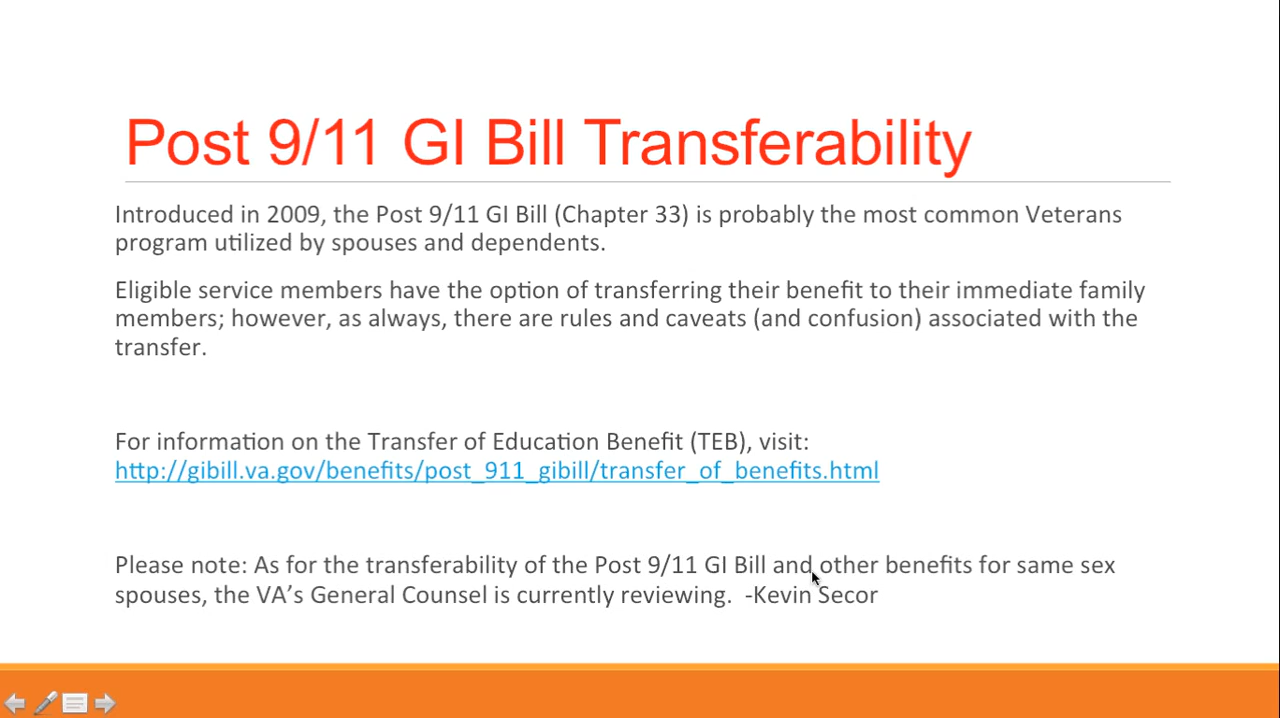 Post 9/11 GI Bill Transferability
Introduced in 2009, the Post 9/11 GI Bill (Chapter 33) is probably the most common Veterans
program utilized by spouses and dependents.
Eligible service members have the option of transferring their benefit to their immediate family
members; however, as always, there are rules and caveats (and confusion) associated with the
transfer.
For information on the Transfer of Education Benefit (TEB), visit:
http://gibill.va.gov/benefits/post_911_gibill/transfer_of_benefits.html
Please note: As for the transferability of the Post 9/11 GI Bill and other benefits for same sex
spouses, the VA’s General Counsel is currently reviewing.  -Kevin Secor